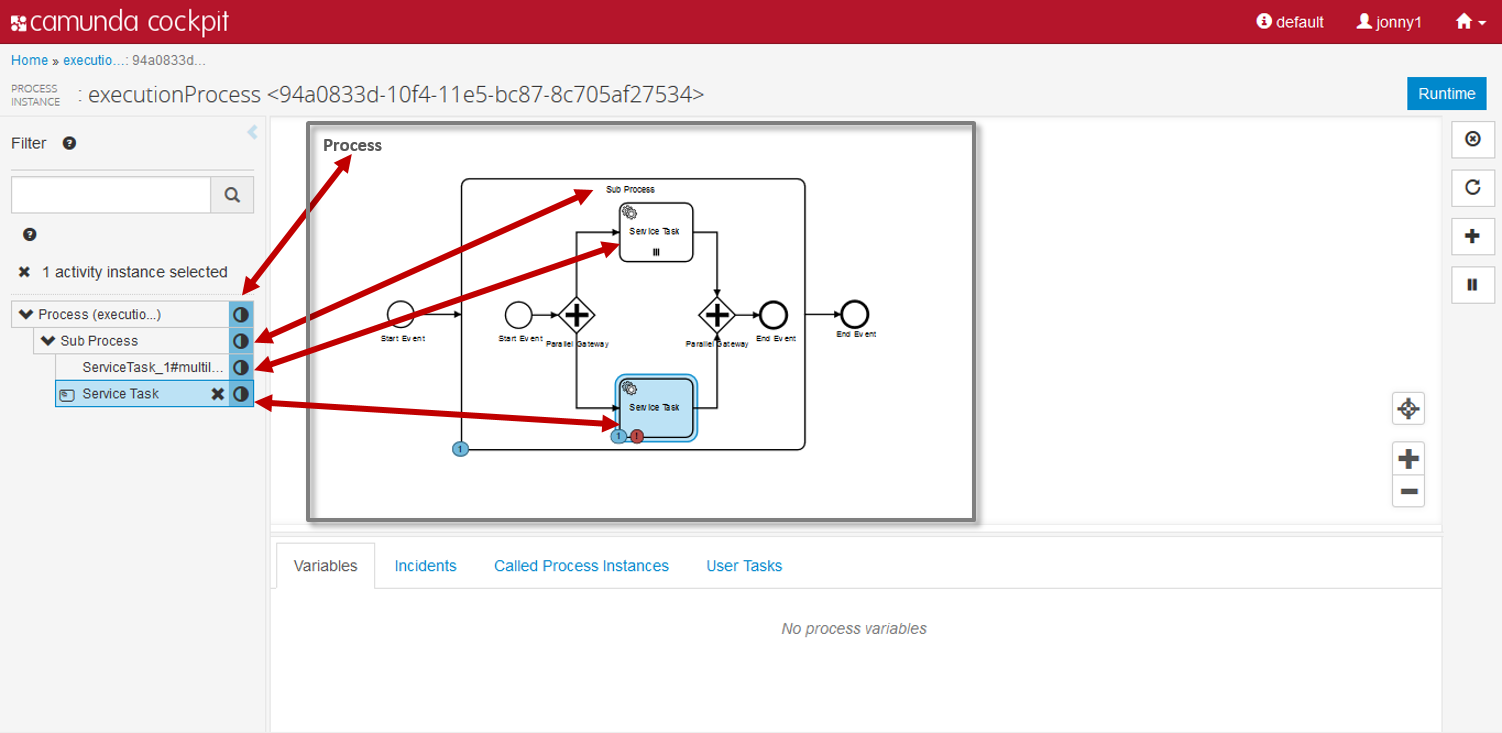 camunda cockpit
default
jonny1
Home » executio...: 94a0833d...
PROCESS INSTANCE : executionProcess <94a0833d-10f4-11e5-bc87-8c705af27534>
Runtime
Filter
1 activity instance selected
Process (executio...)
Sub Process
ServiceTask_1#multiI...
Service Task
Process
Sub Process
Service Task
Start Event
Start Event
Parallel Gateway
Parallel Gateway
End Event
End Event
Service Task
1
!
1
Variables
Incidents
Called Process Instances
User Tasks
No process variables